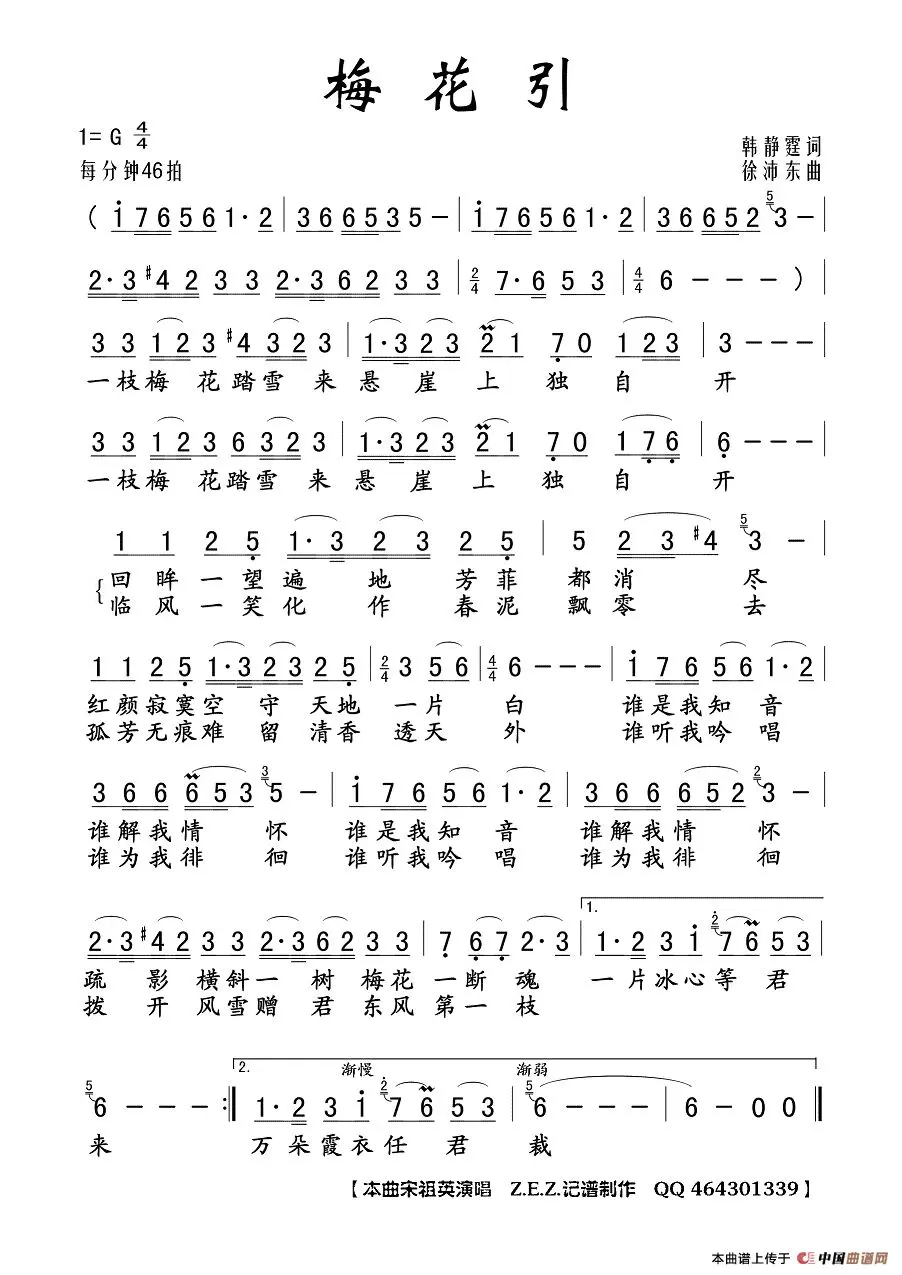 梅花引
1= G 4/4
每分钟46拍
韩静霆词
徐沛东曲
( i 7 6 5 6 1· 2 | 3 6 6 5 3 5 – | i 7 6 5 6 1· 2 | 3 6 6 5 2 5 3 – |
2· 3 #4 2 3 3 2· 3 6 2 3 3 | 2/4 7· 6 5 3 | 4/4 6 – – – ) |
3 3 1 2 3 #4 3 2 3 | 1· 3 2 3 2 1 7 0 1 2 3 | 3 – – – |
一枝梅花踏雪来悬崖上独自开
3 3 1 2 3 6 3 2 3 | 1· 3 2 3 2 1 7 0 1 7 6 | 6 – – – |
一枝梅花踏雪来悬崖上独自开
1 1 2 5 1· 3 2 3 2 5 | 5 2 3 #4 5 3 – |
回眸一望遍地芳菲都消尽
临风一笑化作春泥飘零去
1 1 2 5 1· 3 2 3 2 5 | 2/4 3 5 6 | 4/4 6 – – – | i 7 6 5 6 1· 2 |
红颜寂寞空守天地一片白 谁是我知音
孤芳无痕难留清香透天外 谁听我吟唱
3 6 6 6 5 3 3 5 – | i 7 6 5 6 1· 2 | 3 6 6 6 5 2 2 3 – |
谁解我情怀 谁是我知音 谁解我情怀
谁为我徘徊 谁听我吟唱 谁为我徘徊
1.
2· 3 #4 2 3 3 2· 3 6 2 3 3 | 7 6 7 2· 3 | 1· 2 3 i 2 7 6 5 3 |
疏影横斜一树梅花一断魂 一片冰心等君
拨开风雪赠君东风第一枝
2. 渐慢 渐弱
5 6 – – – :| 1· 2 3 i 2 7 6 5 3 | 5 6 – – – | 6 – 0 0 ||
来 万朵霞衣任君裁
【本曲宋祖英演唱 Z.E.Z.记谱制作 QQ 464301339】
本曲谱上传于 中国曲谱网